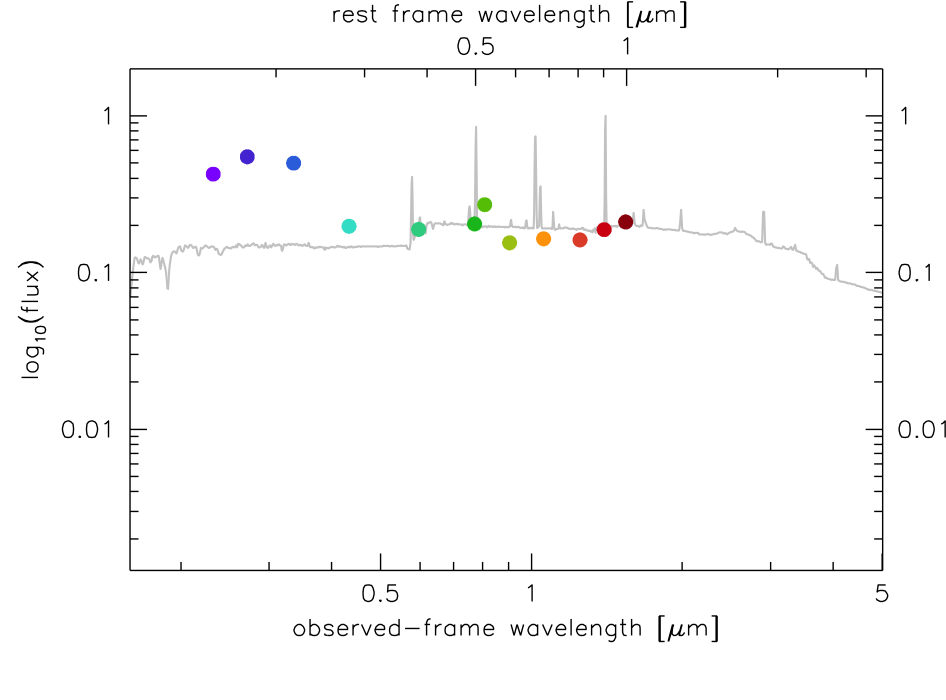 rest frame wavelength [μm]
0.5 1
1 1
log10(flux)
0.1 0.1
0.01 0.01
0.5 1 5
observed-frame wavelength [μm]